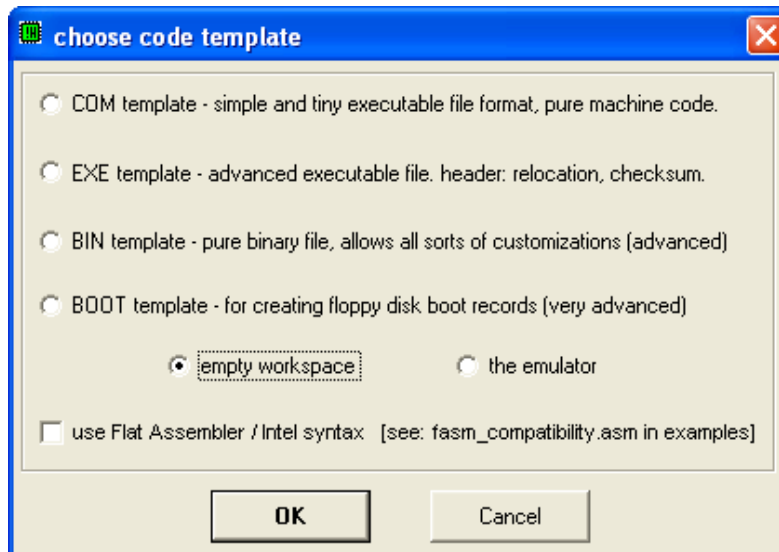 choose code template
COM template - simple and tiny executable file format, pure machine code.
EXE template - advanced executable file. header: relocation, checksum.
BIN template - pure binary file, allows all sorts of customizations (advanced)
BOOT template - for creating floppy disk boot records (very advanced)
empty workspace the emulator
use Flat Assembler / Intel syntax [see: fasm_compatibility.asm in examples]
OK Cancel